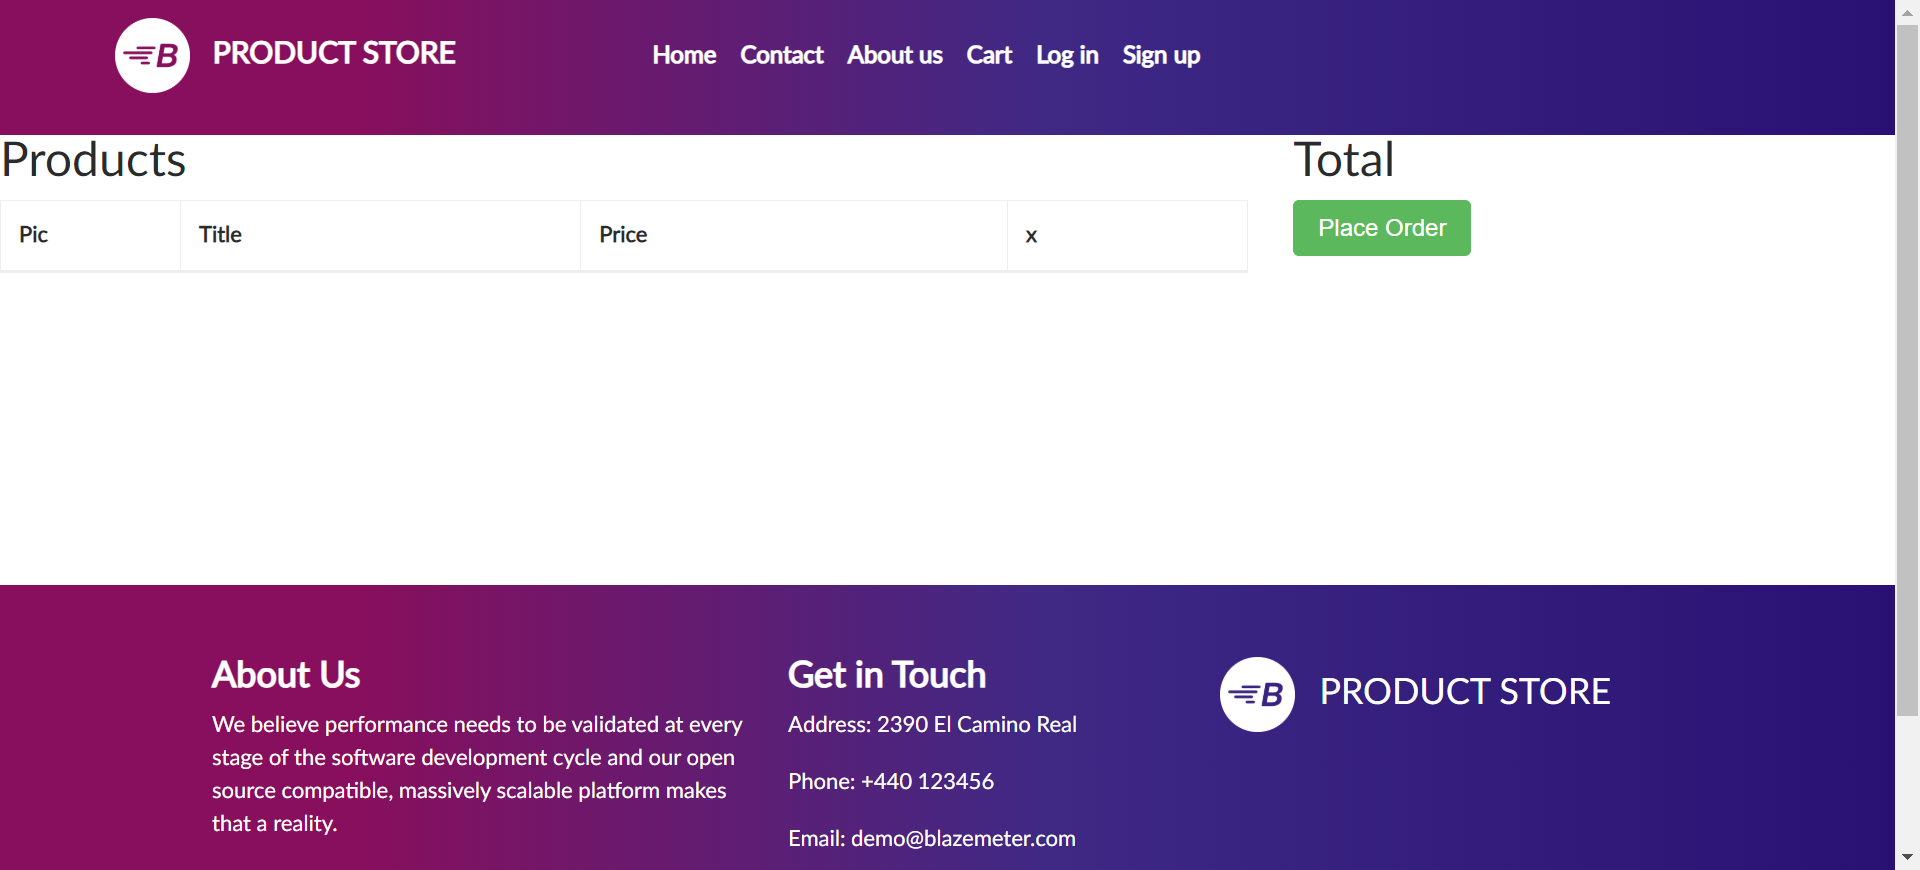 B PRODUCT STORE
Home Contact About us Cart Log in Sign up
Products
Total
Pic Title Price x
Place Order
About Us
We believe performance needs to be validated at every
stage of the software development cycle and our open
source compatible, massively scalable platform makes
that a reality.
Get in Touch
Address: 2390 El Camino Real
Phone: +440 123456
Email: demo@blazemeter.com
B PRODUCT STORE